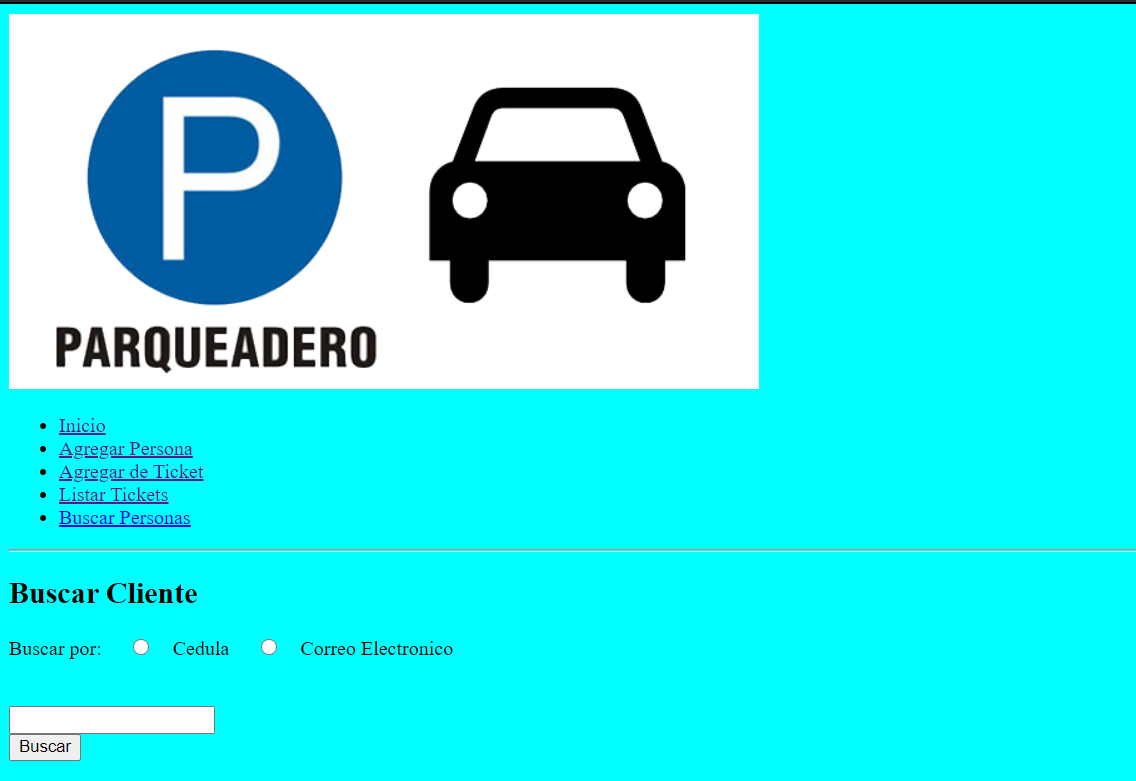 P
PARQUEADERO
Inicio
Agregar Persona
Agregar de Ticket
Listar Tickets
Buscar Personas
Buscar Cliente
Buscar por: Cedula Correo Electronico
Buscar